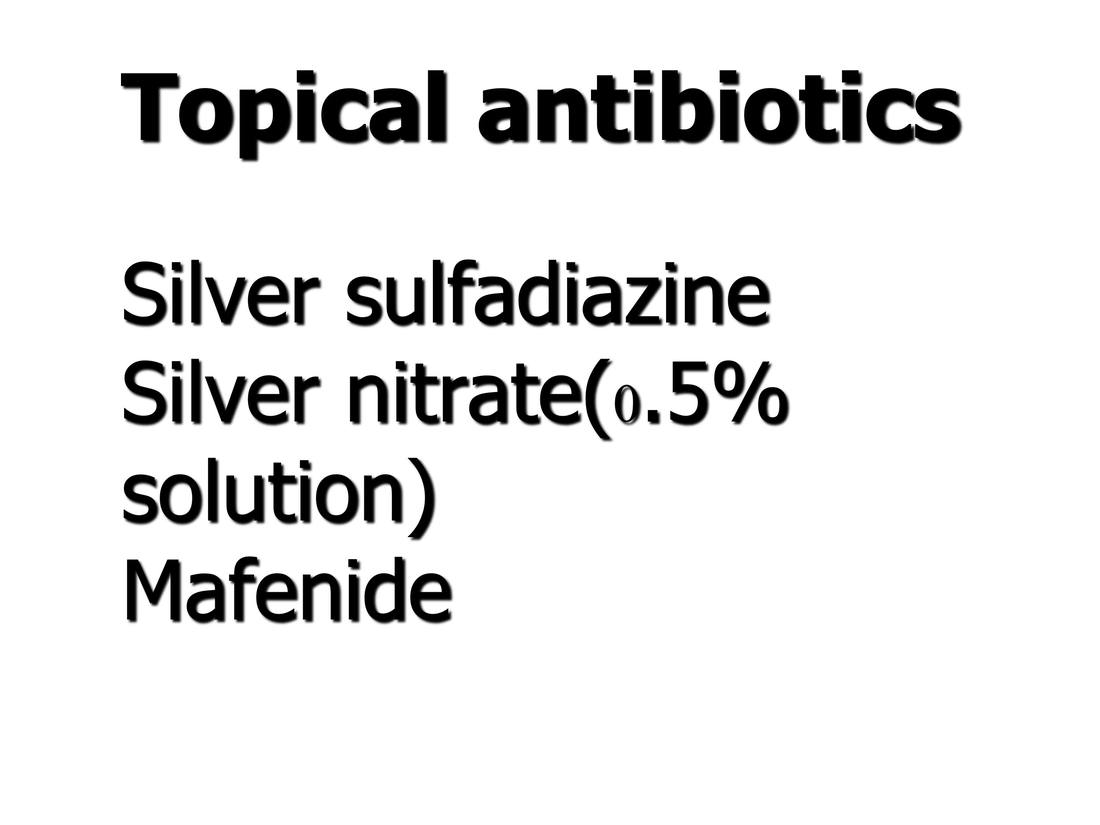 Topical antibiotics
Silver sulfadiazine
Silver nitrate(0.5%
solution)
Mafenide